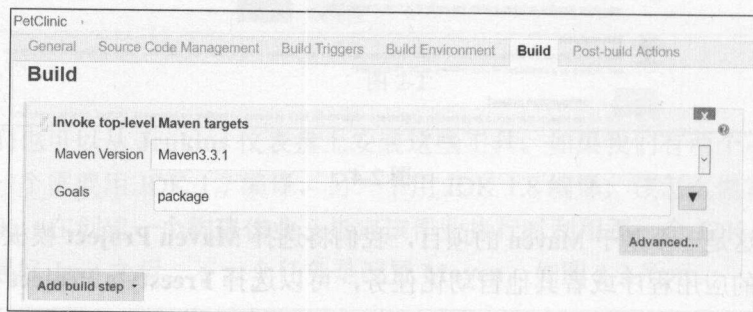 PetClinic
General Source Code Management Build Triggers Build Environment Build Post-build Actions
Build
Invoke top-level Maven targets
X
Maven Version Maven3.3.1
Goals package
Advanced...
Add build step